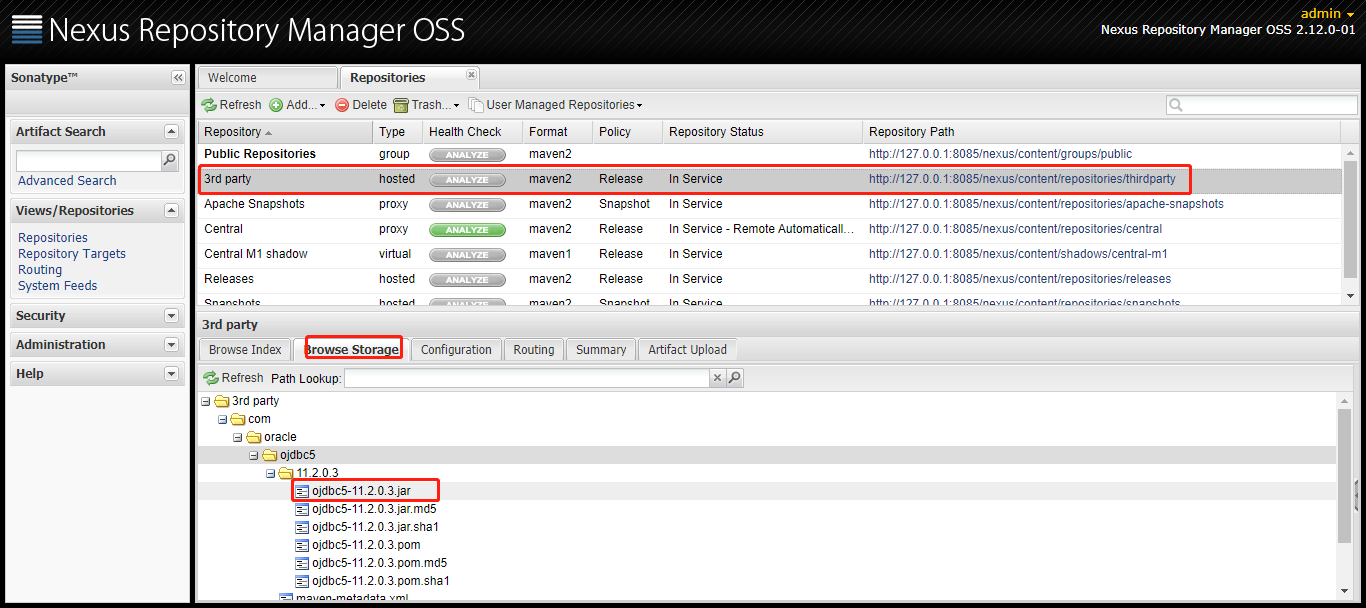 Nexus Repository Manager OSS
admin
Nexus Repository Manager OSS 2.12.0-01
Sonatype™
Artifact Search
Advanced Search
Views/Repositories
Repositories
Repository Targets
Routing
System Feeds
Security
Administration
Help
Welcome
Repositories
Refresh Add... Delete Trash... User Managed Repositories
Repository Type Health Check Format Policy Repository Status Repository Path
Public Repositories group ANALYZE maven2 http://127.0.0.1:8085/nexus/content/groups/public
3rd party hosted ANALYZE maven2 Release In Service http://127.0.0.1:8085/nexus/content/repositories/thirdparty
Apache Snapshots proxy ANALYZE maven2 Snapshot In Service http://127.0.0.1:8085/nexus/content/repositories/apache-snapshots
Central proxy ANALYZE maven2 Release In Service - Remote Automaticall... http://127.0.0.1:8085/nexus/content/repositories/central
Central M1 shadow virtual ANALYZE maven1 Release In Service http://127.0.0.1:8085/nexus/content/shadows/central-m1
Releases hosted ANALYZE maven2 Release In Service http://127.0.0.1:8085/nexus/content/repositories/releases
Snapshots hosted ANALYZE maven2 Snapshot In Service http://127.0.0.1:8085/nexus/content/repositories/snapshots
3rd party
Browse Index Browse Storage Configuration Routing Summary Artifact Upload
Refresh Path Lookup:
3rd party
com
oracle
ojdbc5
11.2.0.3
ojdbc5-11.2.0.3.jar
ojdbc5-11.2.0.3.jar.md5
ojdbc5-11.2.0.3.jar.sha1
ojdbc5-11.2.0.3.pom
ojdbc5-11.2.0.3.pom.md5
ojdbc5-11.2.0.3.pom.sha1
maven-metadata.xml